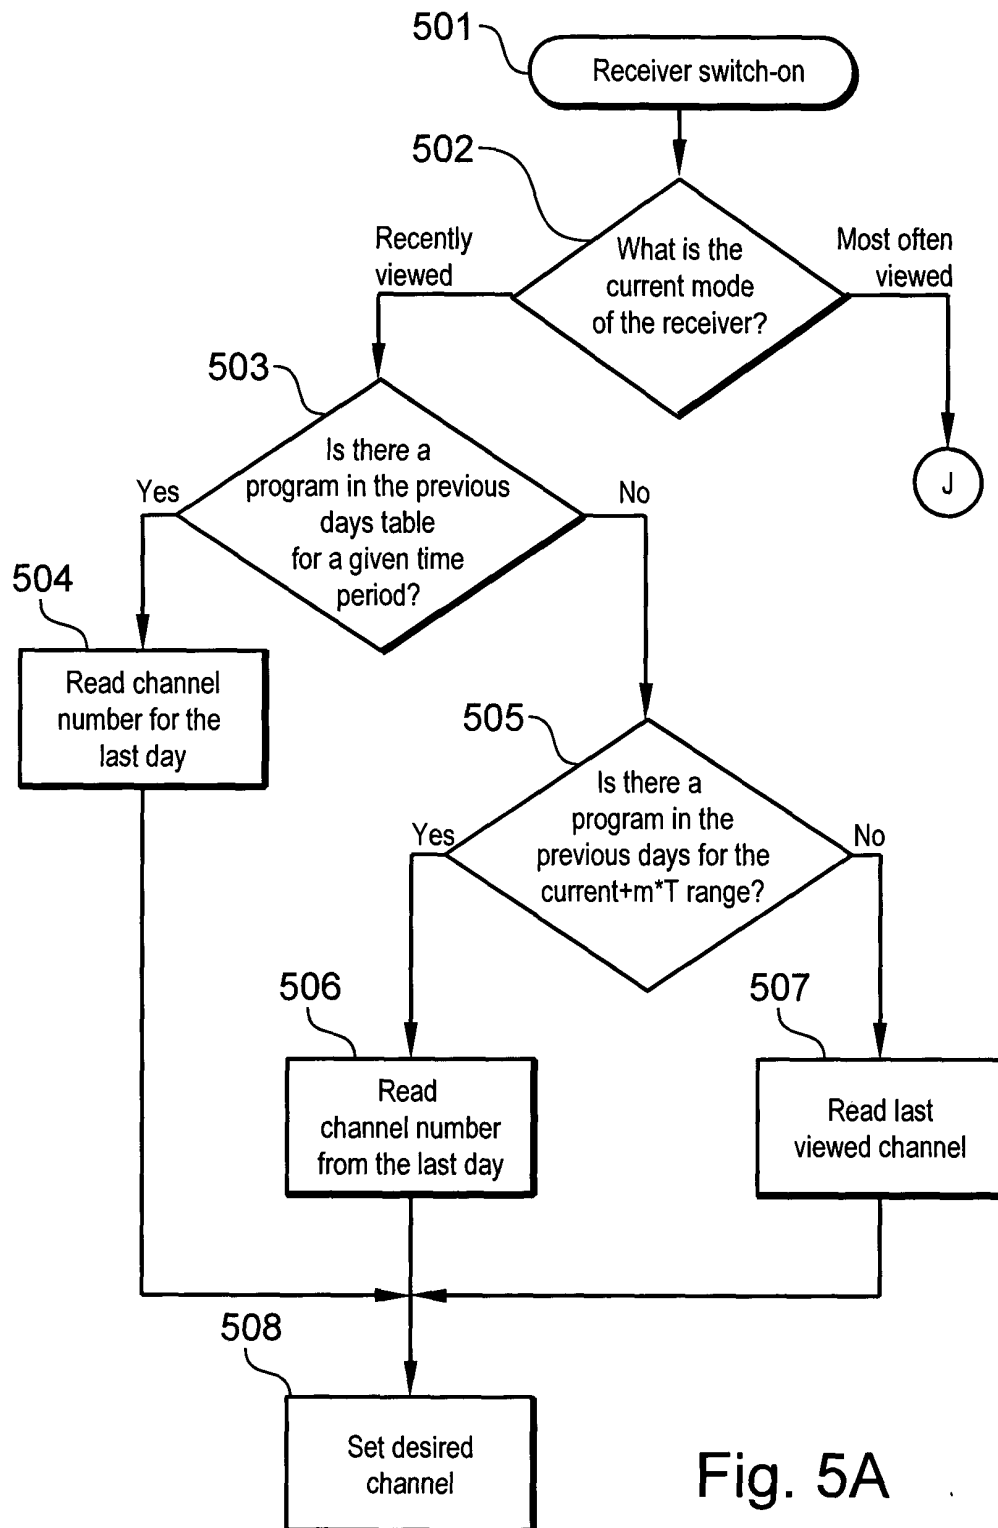 501
Receiver switch-on
502
What is the
current mode
of the receiver?
Recently
viewed
Most often
viewed
J
503
Is there a
program in the previous
days table
for a given time
period?
Yes
No
504
Read channel
number for the
last day
505
Is there a
program in the
previous days for the
current+m*T range?
Yes
No
506
Read
channel number
from the last day
507
Read last
viewed channel
508
Set desired
channel
Fig. 5A